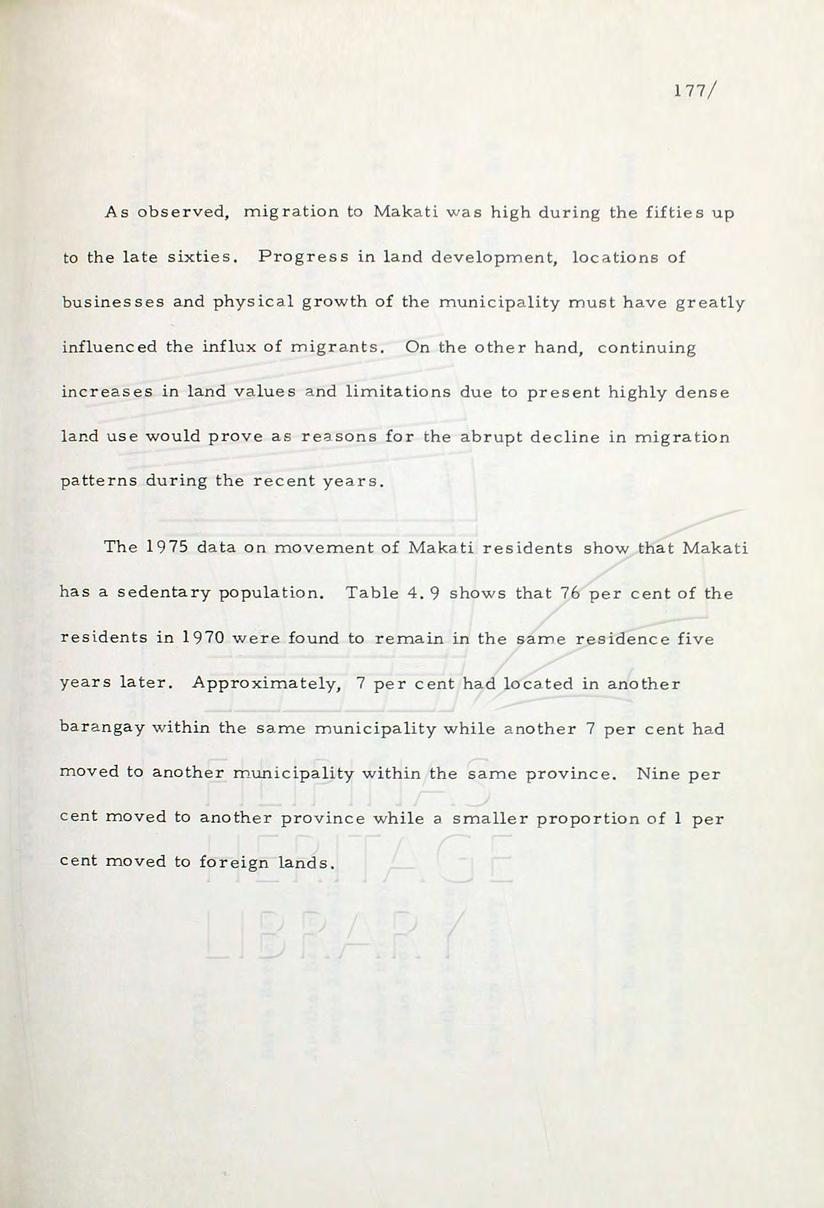 177/
As observed, migration to Makati was high during the fifties up
to the late sixties. Progress in land development, locations of
businesses and physical growth of the municipality must have greatly
influenced the influx of migrants. On the other hand, continuing
increases in land values and limitations due to present highly dense
land use would prove as reasons for the abrupt decline in migration
patterns during the recent years.
The 1975 data on movement of Makati residents show that Makati
has a sedentary population. Table 4.9 shows that 76 per cent of the
residents in 1970 were found to remain in the same residence five
years later. Approximately, 7 per cent had located in another
barangay within the same municipality while another 7 per cent had
moved to another municipality within the same province. Nine per
cent moved to another province while a smaller proportion of 1 per
cent moved to foreign lands.
FILIPINAS
HERITAGE
LIBRARY